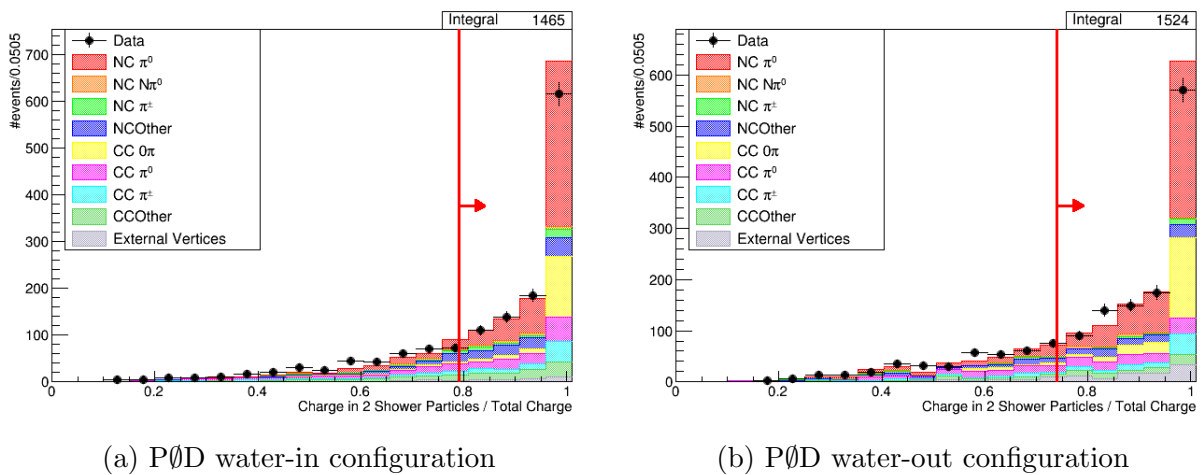 Integral 1465
#events/0.0505
700
600
500
400
300
200
100
0
Data
NC π⁰
NC Nπ⁰
NC π±
NCOther
CC 0π
CC π⁰
CC π±
CCOther
External Vertices
0 0.2 0.4 0.6 0.8 1
Charge in 2 Shower Particles / Total Charge
(a) PØD water-in configuration
Integral 1524
#events/0.0505
600
500
400
300
200
100
0
Data
NC π⁰
NC Nπ⁰
NC π±
NCOther
CC 0π
CC π⁰
CC π±
CCOther
External Vertices
0 0.2 0.4 0.6 0.8 1
Charge in 2 Shower Particles / Total Charge
(b) PØD water-out configuration